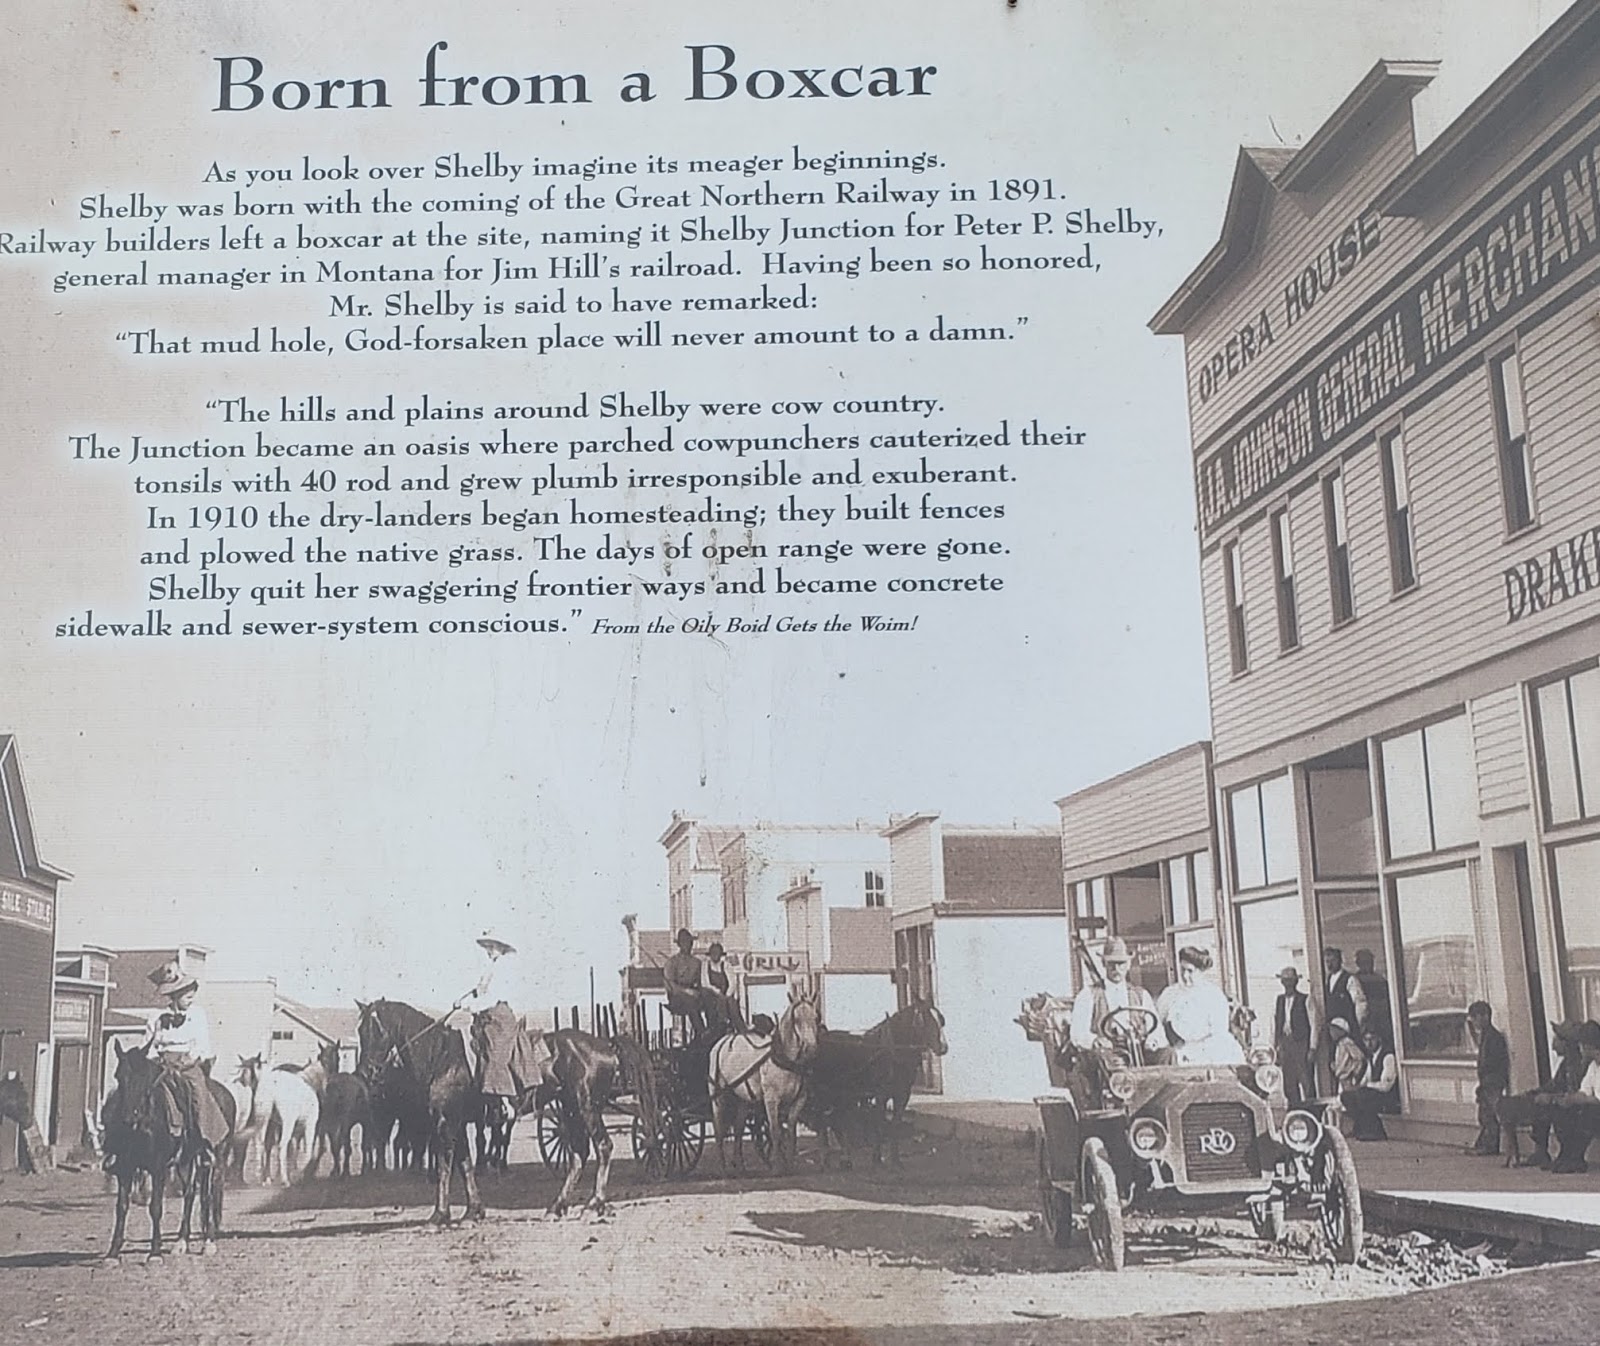 Born from a Boxcar
As you look over Shelby imagine its meager beginnings.
Shelby was born with the coming of the Great Northern Railway in 1891.
Railway builders left a boxcar at the site, naming it Shelby Junction for Peter P. Shelby,
general manager in Montana for Jim Hill's railroad. Having been so honored,
Mr. Shelby is said to have remarked:
"That mud hole, God-forsaken place will never amount to a damn."
"The hills and plains around Shelby were cow country.
The Junction became an oasis where parched cowpunchers cauterized their
tonsils with 40 rod and grew plumb irresponsible and exuberant.
In 1910 the dry-landers began homesteading; they built fences
and plowed the native grass. The days of open range were gone.
Shelby quit her swaggering frontier ways and became concrete
sidewalk and sewer-system conscious." From the Oily Boid Gets the Woim!
OPERA HOUSE
JOHNSON GENERAL MERCHAN
DRAK
SALE STABLE
GRILL
REO